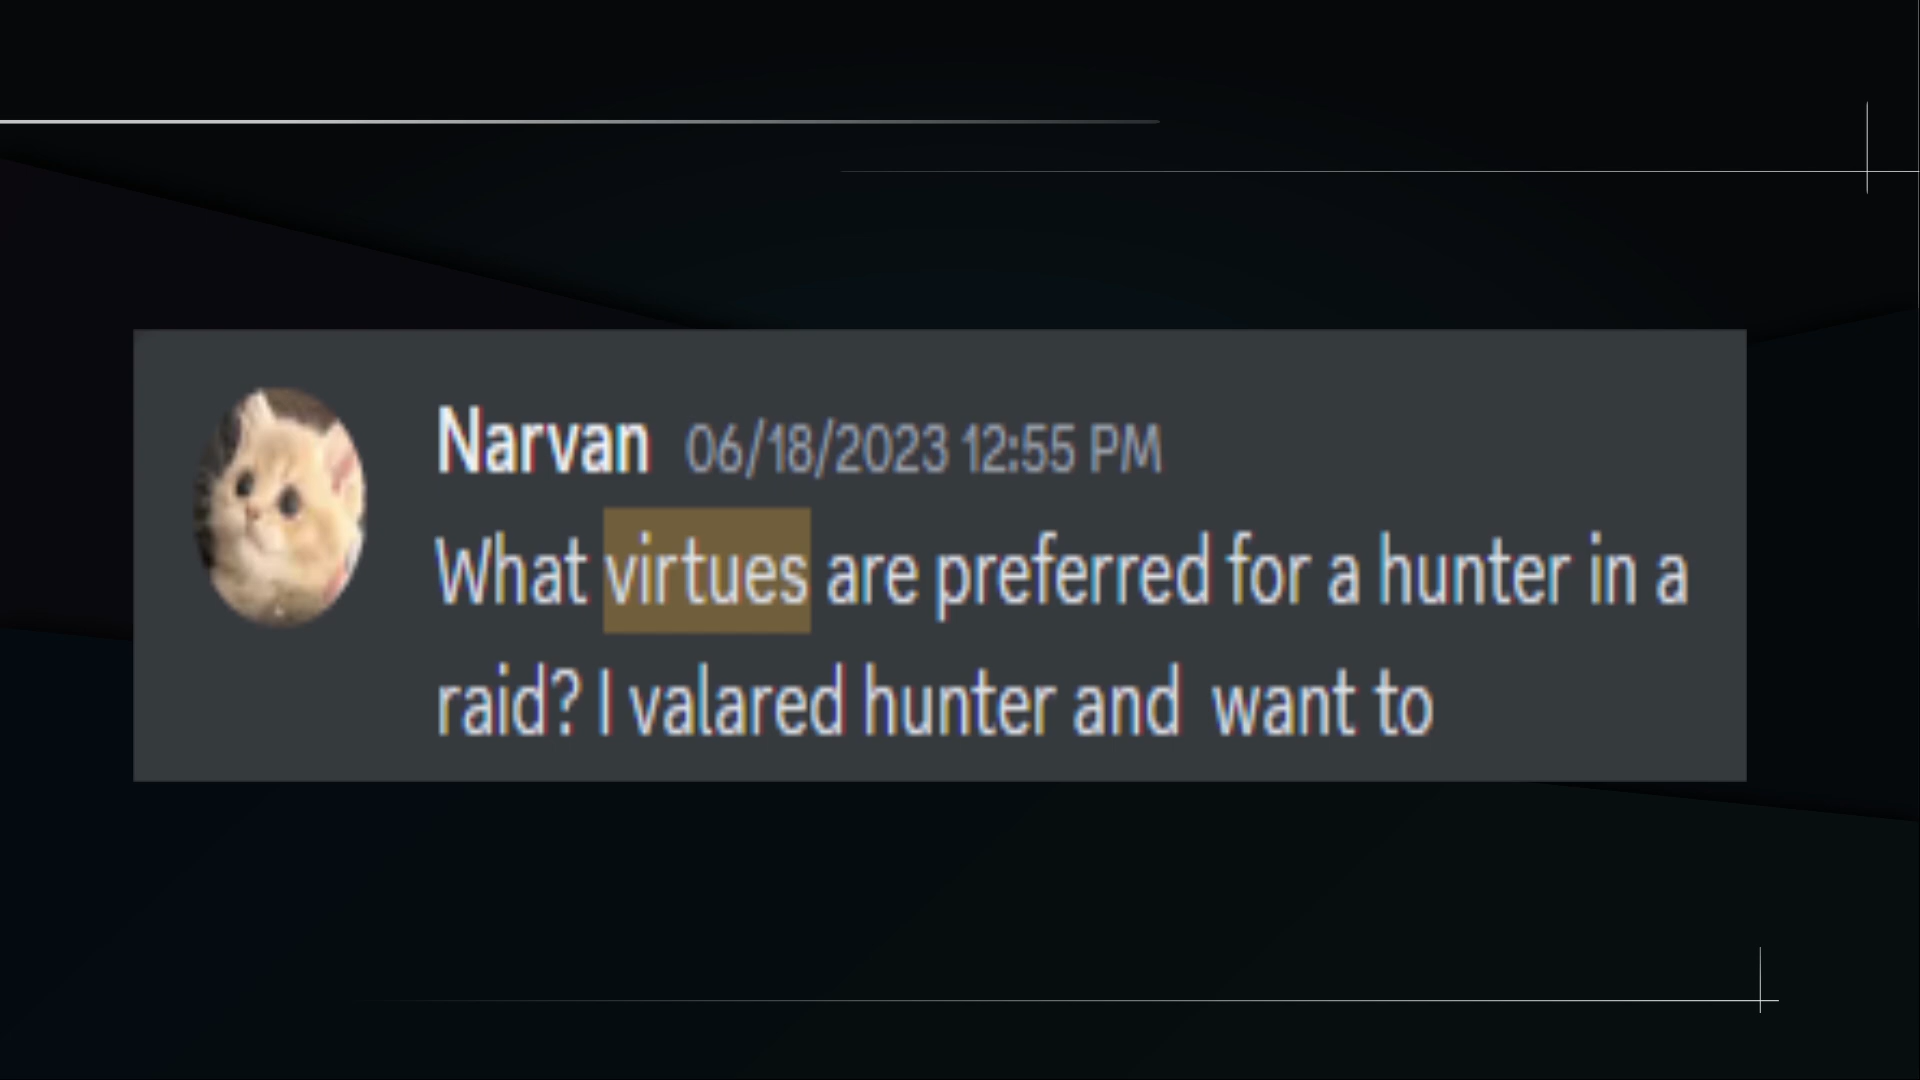 Narvan 06/18/2023 12:55 PM
What virtues are preferred for a hunter in a
raid? I valared hunter and want to